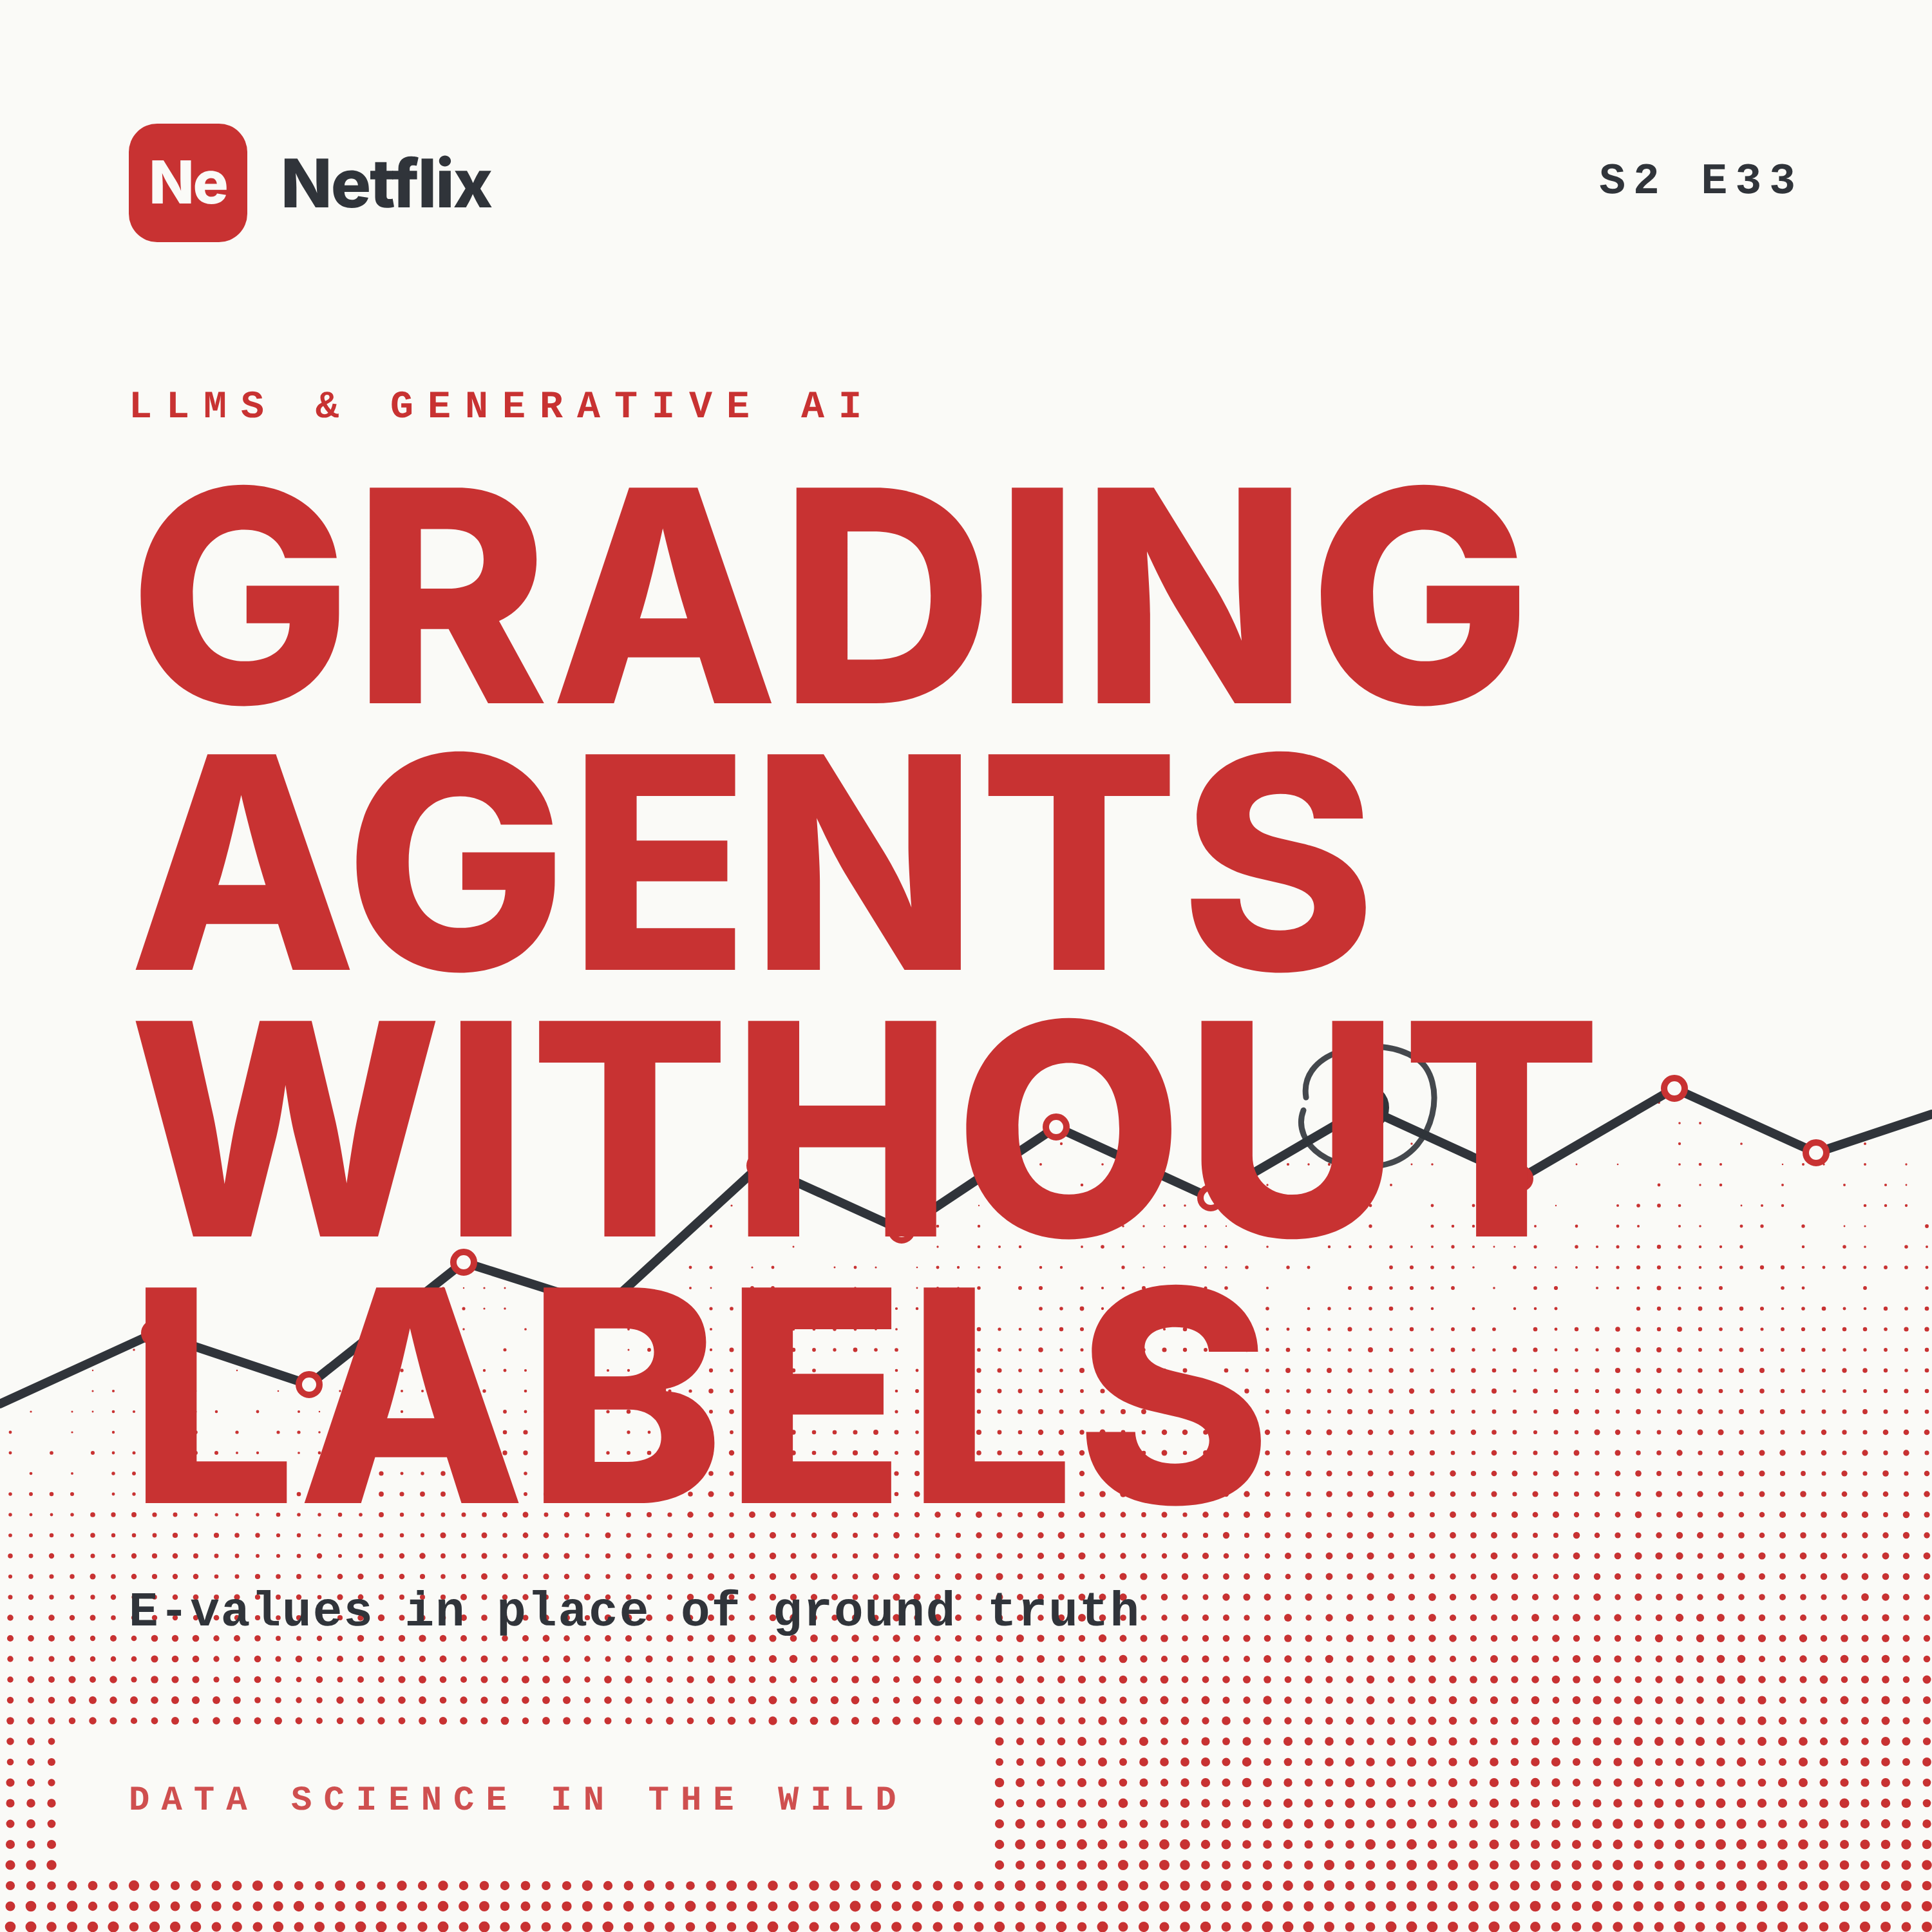 Ne Netflix
S2 E33
LLMS & GENERATIVE AI
GRADING
AGENTS
WITHOUT
LABELS
E-values in place of ground truth
DATA SCIENCE IN THE WILD